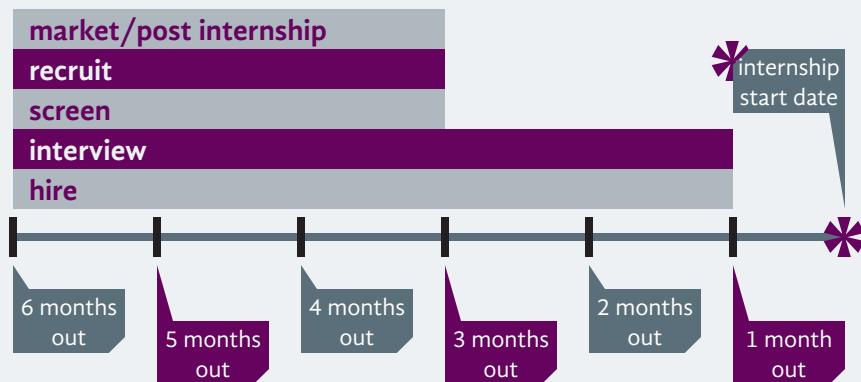 market/post internship
recruit
screen
interview
hire
internship
start date
6 months
out
5 months
out
4 months
out
3 months
out
2 months
out
1 month
out